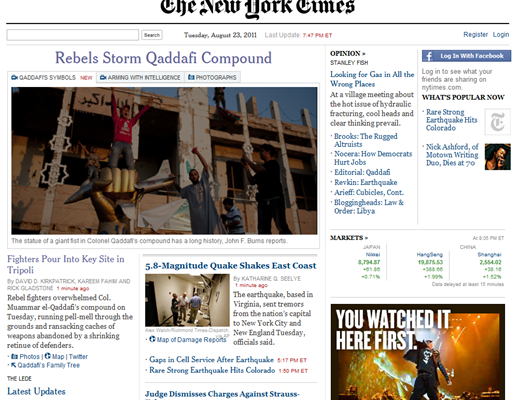 The New York Times
Search
Tuesday, August 23, 2011 Last Update: 7:47 PM ET
Register Login
Rebels Storm Qaddafi Compound
QADDAFI'S SYMBOLS NEW
ARMING WITH INTELLIGENCE
PHOTOGRAPHS
The statue of a giant fist in Colonel Qaddafi's compound has a long history, John F. Burns reports.
Fighters Pour Into Key Site in
Tripoli
By DAVID D. KIRKPATRICK, KAREEM FAHIM and
RICK GLADSTONE 1 minute ago
Rebel fighters overwhelmed Col.
Muammar el-Qaddafi's compound on
Tuesday, running pell-mell through the
grounds and ransacking caches of
weapons abandoned by a shrinking
retinue of defenders.
Photos | Map | Twitter
Qaddafi's Family Tree
THE LEDE
Latest Updates
5.8-Magnitude Quake Shakes East Coast
By KATHARINE Q. SEELYE
1 minute ago
The earthquake, based in
Virginia, sent tremors
from the nation's capital
to New York City and
New England Tuesday,
officials said.
Alex Welsh/Richmond Times-Dispatch,
Map of Damage Reports
Gaps in Cell Service After Earthquake 5:17 PM ET
Rare Strong Earthquake Hits Colorado 1:50 PM ET
Judge Dismisses Charges Against Strauss-
OPINION »
STANLEY FISH
Looking for Gas in All the
Wrong Places
At a village meeting about
the hot issue of hydraulic
fracturing, cool heads and
clear thinking prevail.
Brooks: The Rugged
Altruists
Nocera: How Democrats
Hurt Jobs
Editorial: Qaddafi
Revkin: Earthquake
Arieff: Cubicles, Cont.
Bloggingheads: Law &
Order: Libya
f Log In With Facebook
Log in to see what your
friends are sharing on
nytimes.com.
WHAT'S POPULAR NOW
Rare Strong
Earthquake Hits
Colorado
Nick Ashford, of
Motown Writing
Duo, Dies at 70
MARKETS »
At 8:05 PM ET
JAPAN
Nikkei
8,794.87
+61.86
+0.71%
CHINA
HangSeng Shanghai
19,875.53 2,554.02
+388.66 +38.16
+1.99% +1.52%
Data delayed at least 15 minutes
YOU WATCHED IT
HERE FIRST.